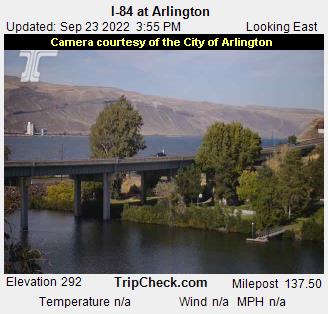 I-84 at Arlington
Updated: Sep 23 2022 3:55 PM Looking East
Camera courtesy of the City of Arlington
Elevation 292 TripCheck.com Milepost 137.50
Temperature n/a Wind n/a MPH n/a